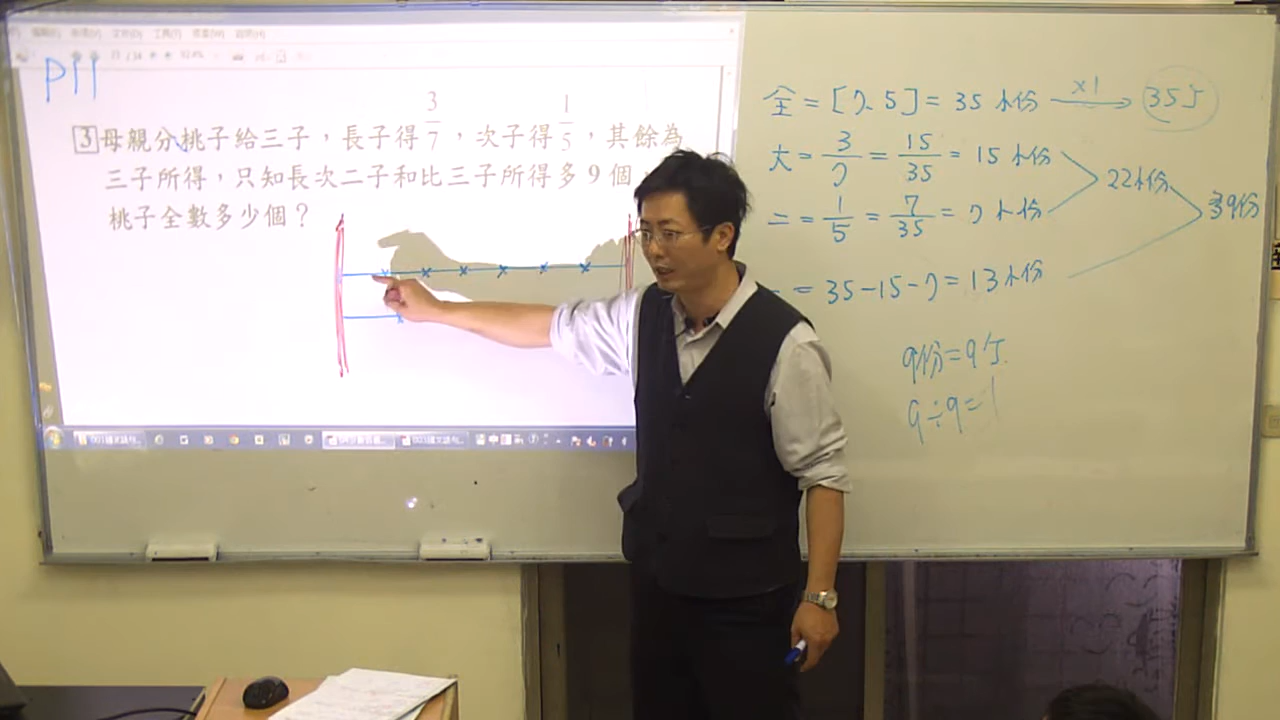 P11
3 母親分桃子給三子，長子得 3/7 ，次子得 1/5 ，其餘為
三子所得，只知長次二子和比三子所得多9個
桃子全數多少個？
全 = [7.5] = 35小份 ×1 35个
大 = 3/7 = 15/35 = 15小份
22小份
二 = 1/5 = 7/35 = 7小份
9份
= 35-15-7 = 13小份
9份=9个
9÷9=1